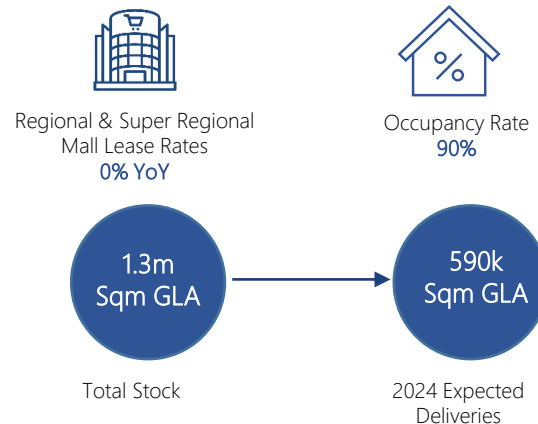 Regional & Super Regional
Mall Lease Rates
0% YoY
%
Occupancy Rate
90%
1.3m
Sqm GLA
590k
Sqm GLA
Total Stock
2024 Expected
Deliveries